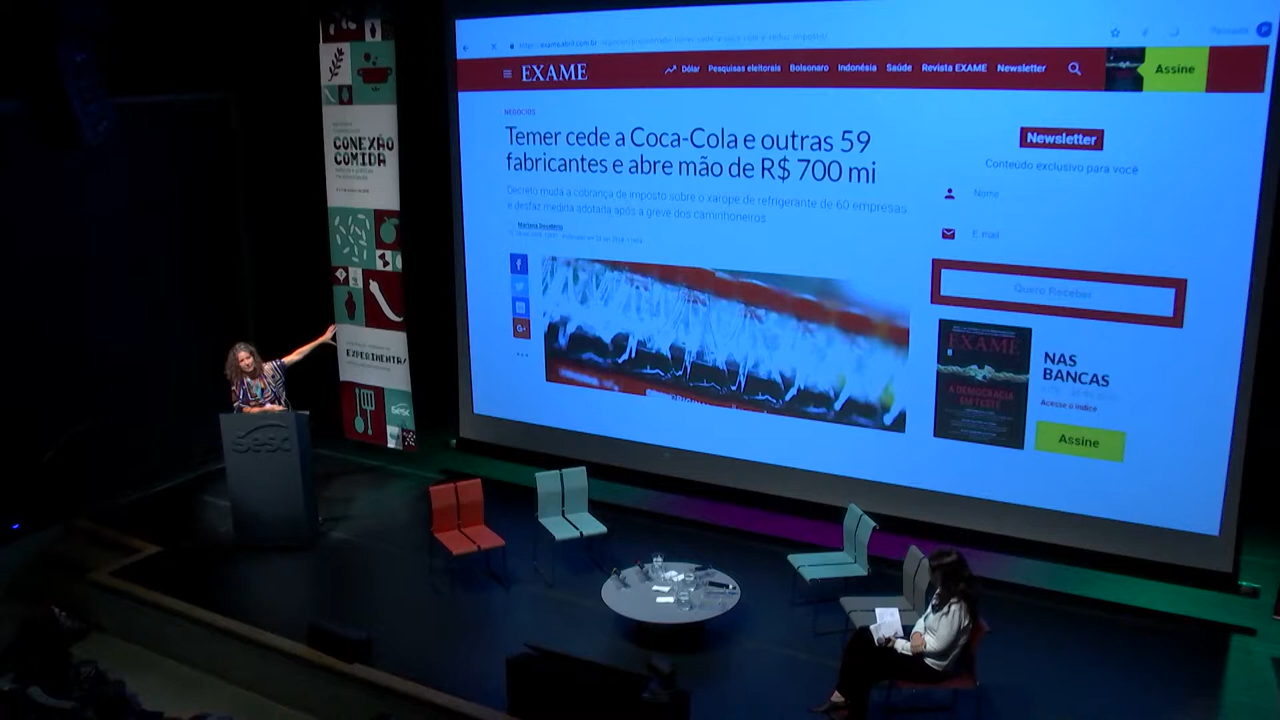 EXAME
Dólar
Pesquisas eleitorais
Bolsonaro
Indonésia
Saúde
Revista EXAME
Newsletter
Assine
NEGÓCIOS
Temer cede a Coca-Cola e outras 59
fabricantes e abre mão de R$ 700 mi
Decreto muda a cobrança de imposto sobre o xarope de refrigerante de 60 empresas
e desfaz medida adotada após a greve dos caminhoneiros
Newsletter
Conteúdo exclusivo para você
Nome
E-mail
Quero Receber
EXAME
A DEMOCRACIA
EM TESTE
NAS
BANCAS
Acesse o índice
Assine
CONEXÃO
COMIDA
EXPERIMENTA!
sesc
sesc